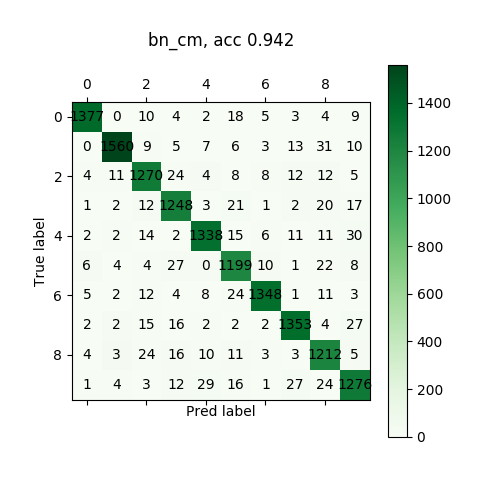 bn_cm, acc 0.942
0 2 4 6 8
0 1377 0 10 4 2 18 5 3 4 9
0 1560 9 5 7 6 3 13 31 10
2 4 11 1270 24 4 8 8 12 12 5
1 2 12 1248 3 21 1 2 20 17
4 2 2 14 2 1338 15 6 11 11 30
6 4 4 27 0 1199 10 1 22 8
6 5 2 12 4 8 24 1348 1 11 3
2 2 15 16 2 2 2 1353 4 27
8 4 3 24 16 10 11 3 3 1212 5
1 4 3 12 29 16 1 27 24 1276
True label
Pred label
1400
1200
1000
800
600
400
200
0